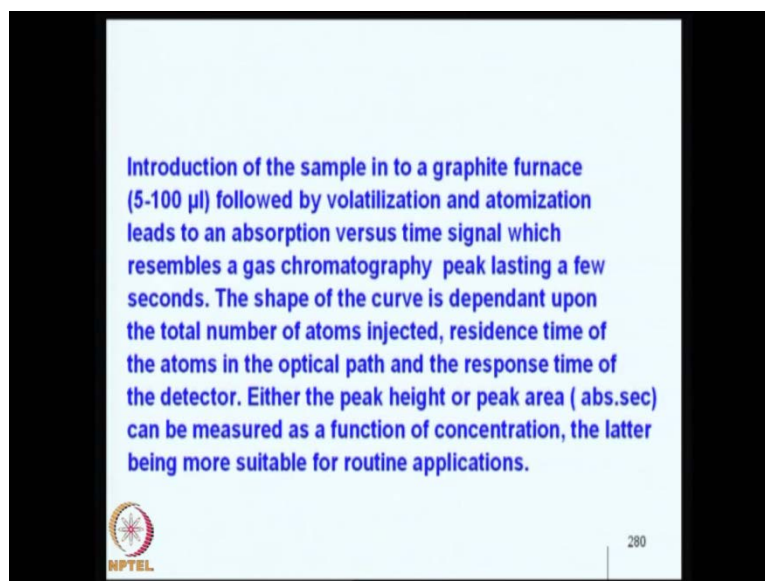 Introduction of the sample in to a graphite furnace
(5-100 µl) followed by volatilization and atomization
leads to an absorption versus time signal which
resembles a gas chromatography peak lasting a few
seconds. The shape of the curve is dependant upon
the total number of atoms injected, residence time of
the atoms in the optical path and the response time of
the detector. Either the peak height or peak area ( abs.sec)
can be measured as a function of concentration, the latter
being more suitable for routine applications.
NPTEL
280